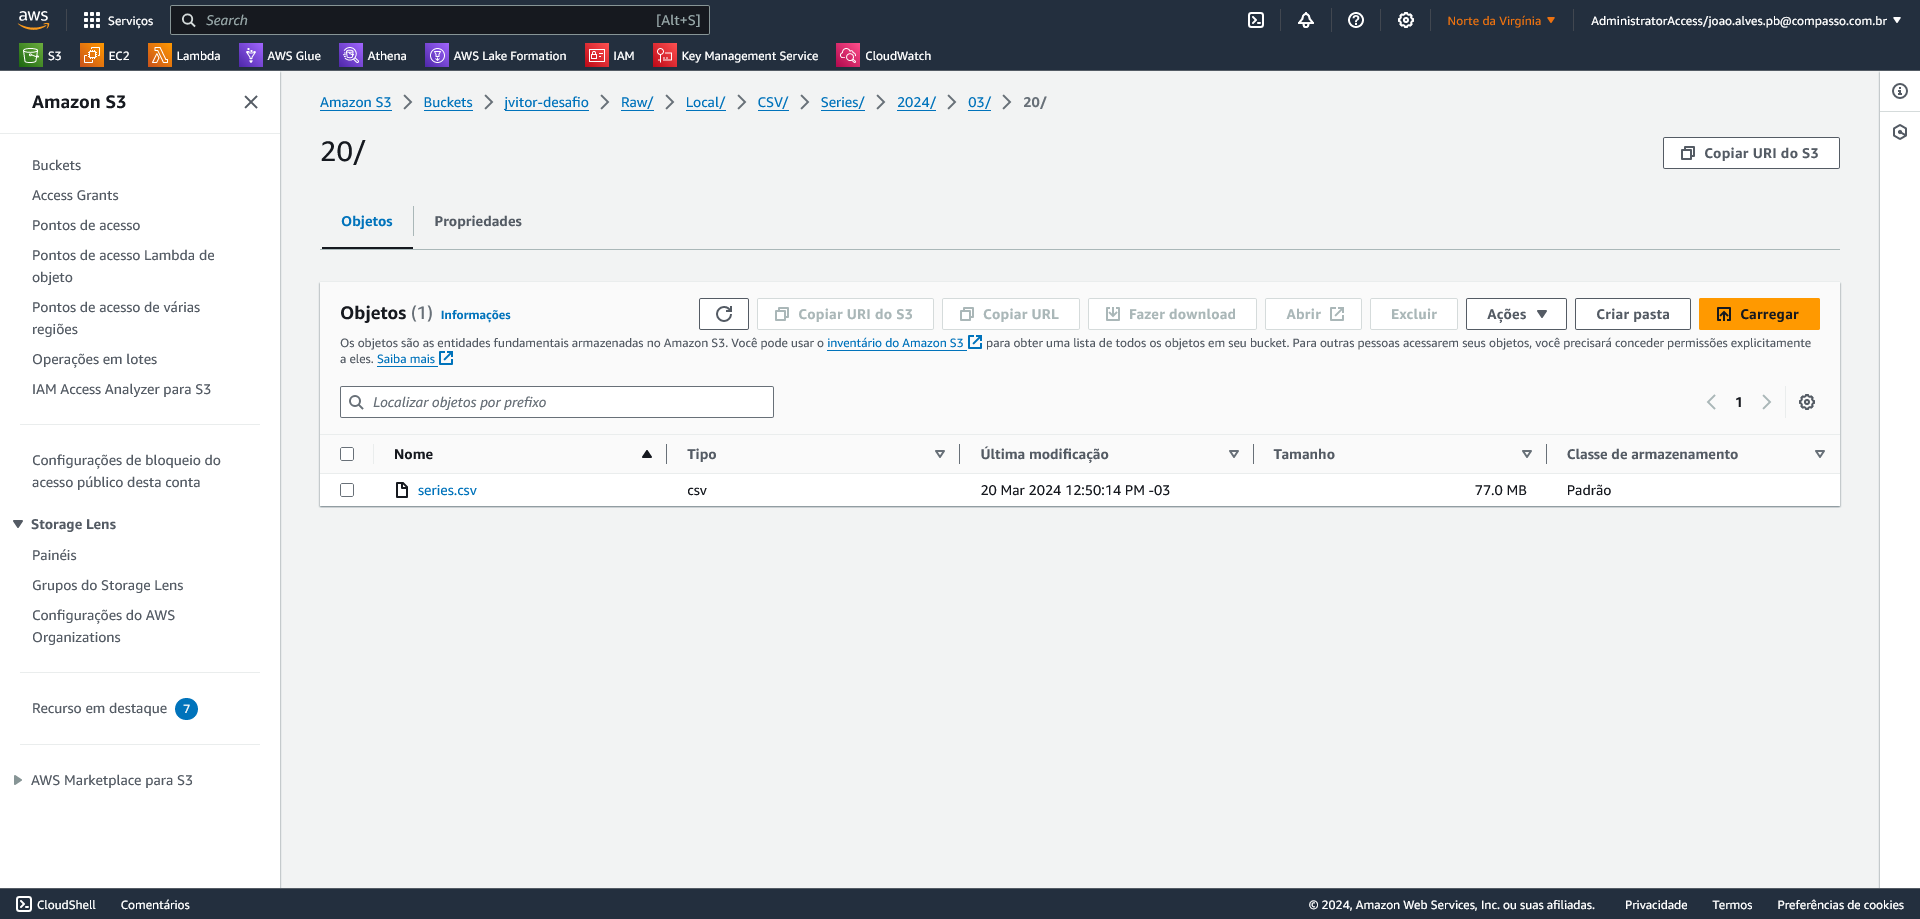 aws Serviços Search [Alt+S] Norte da Virgínia AdministratorAccess/joao.alves.pb@compasso.com.br
S3 EC2 Lambda AWS Glue Athena AWS Lake Formation IAM Key Management Service CloudWatch
Amazon S3
Buckets
Access Grants
Pontos de acesso
Pontos de acesso Lambda de
objeto
Pontos de acesso de várias
regiões
Operações em lotes
IAM Access Analyzer para S3
Configurações de bloqueio do
acesso público desta conta
Storage Lens
Painéis
Grupos do Storage Lens
Configurações do AWS
Organizations
Recurso em destaque 7
AWS Marketplace para S3
Amazon S3 Buckets jvitor-desafio Raw/ Local/ CSV/ Series/ 2024/ 03/ 20/
20/
Copiar URI do S3
Objetos Propriedades
Objetos (1) Informações
Copiar URI do S3 Copiar URL Fazer download Abrir Excluir Ações Criar pasta Carregar
Os objetos são as entidades fundamentais armazenadas no Amazon S3. Você pode usar o inventário do Amazon S3 para obter uma lista de todos os objetos em seu bucket. Para outras pessoas acessarem seus objetos, você precisará conceder permissões explicitamente
a eles. Saiba mais
Localizar objetos por prefixo
1
Nome Tipo Última modificação Tamanho Classe de armazenamento
series.csv csv 20 Mar 2024 12:50:14 PM -03 77.0 MB Padrão
CloudShell Comentários © 2024, Amazon Web Services, Inc. ou suas afiliadas. Privacidade Termos Preferências de cookies